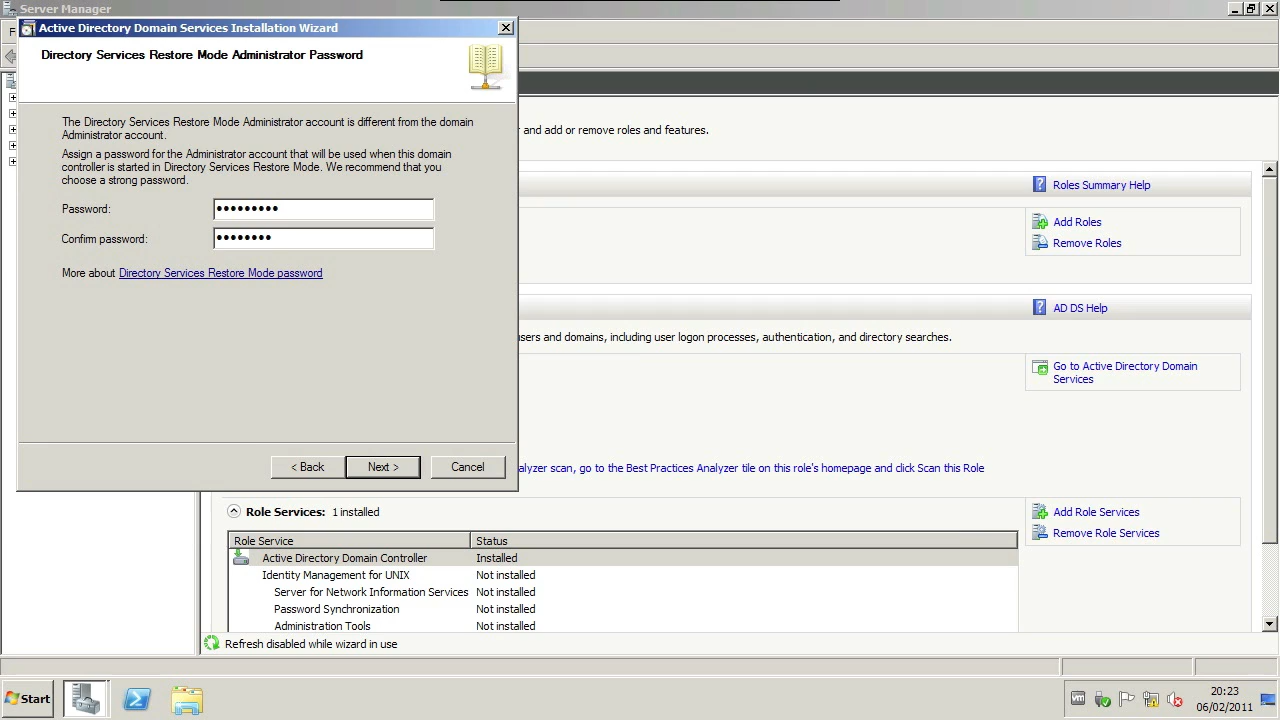 Server Manager
Active Directory Domain Services Installation Wizard
Directory Services Restore Mode Administrator Password
The Directory Services Restore Mode Administrator account is different from the domain
Administrator account.
Assign a password for the Administrator account that will be used when this domain
controller is started in Directory Services Restore Mode. We recommend that you
choose a strong password.
Password: •••••••••
Confirm password: ••••••••
More about Directory Services Restore Mode password
< Back Next > Cancel
F
and add or remove roles and features.
Roles Summary Help
Add Roles
Remove Roles
AD DS Help
users and domains, including user logon processes, authentication, and directory searches.
Go to Active Directory Domain
Services
alyzer scan, go to the Best Practices Analyzer tile on this role's homepage and click Scan this Role
Role Services: 1 installed
Add Role Services
Remove Role Services
Role Service Status
Active Directory Domain Controller Installed
Identity Management for UNIX Not installed
Server for Network Information Services Not installed
Password Synchronization Not installed
Administration Tools Not installed
Refresh disabled while wizard in use
Start
20:23
06/02/2011